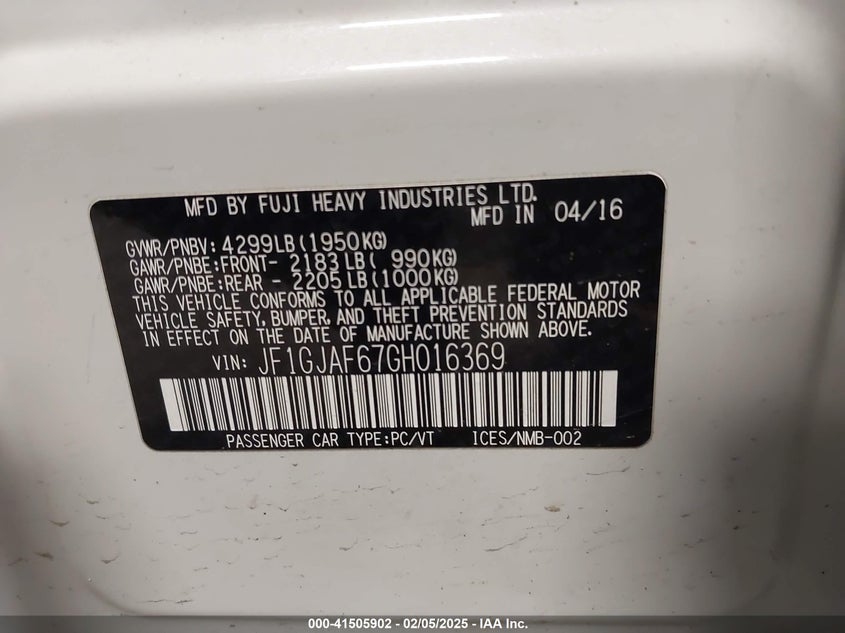 MFD BY FUJI HEAVY INDUSTRIES LTD.
MFD IN 04/16
GVWR/PNBV: 4299LB(1950KG)
GAWR/PNBE:FRONT- 2183LB( 990KG)
GAWR/PNBE:REAR - 2205LB(1000KG)
THIS VEHICLE CONFORMS TO ALL APPLICABLE FEDERAL MOTOR
VEHICLE SAFETY, BUMPER, AND THEFT PREVENTION STANDARDS
IN EFFECT ON THE DATE OF MANUFACTURE SHOWN ABOVE.
VIN: JF1GJAF67GH016369
PASSENGER CAR TYPE:PC/VT ICES/NMB-002
000-41505902 - 02/05/2025 - IAA Inc.